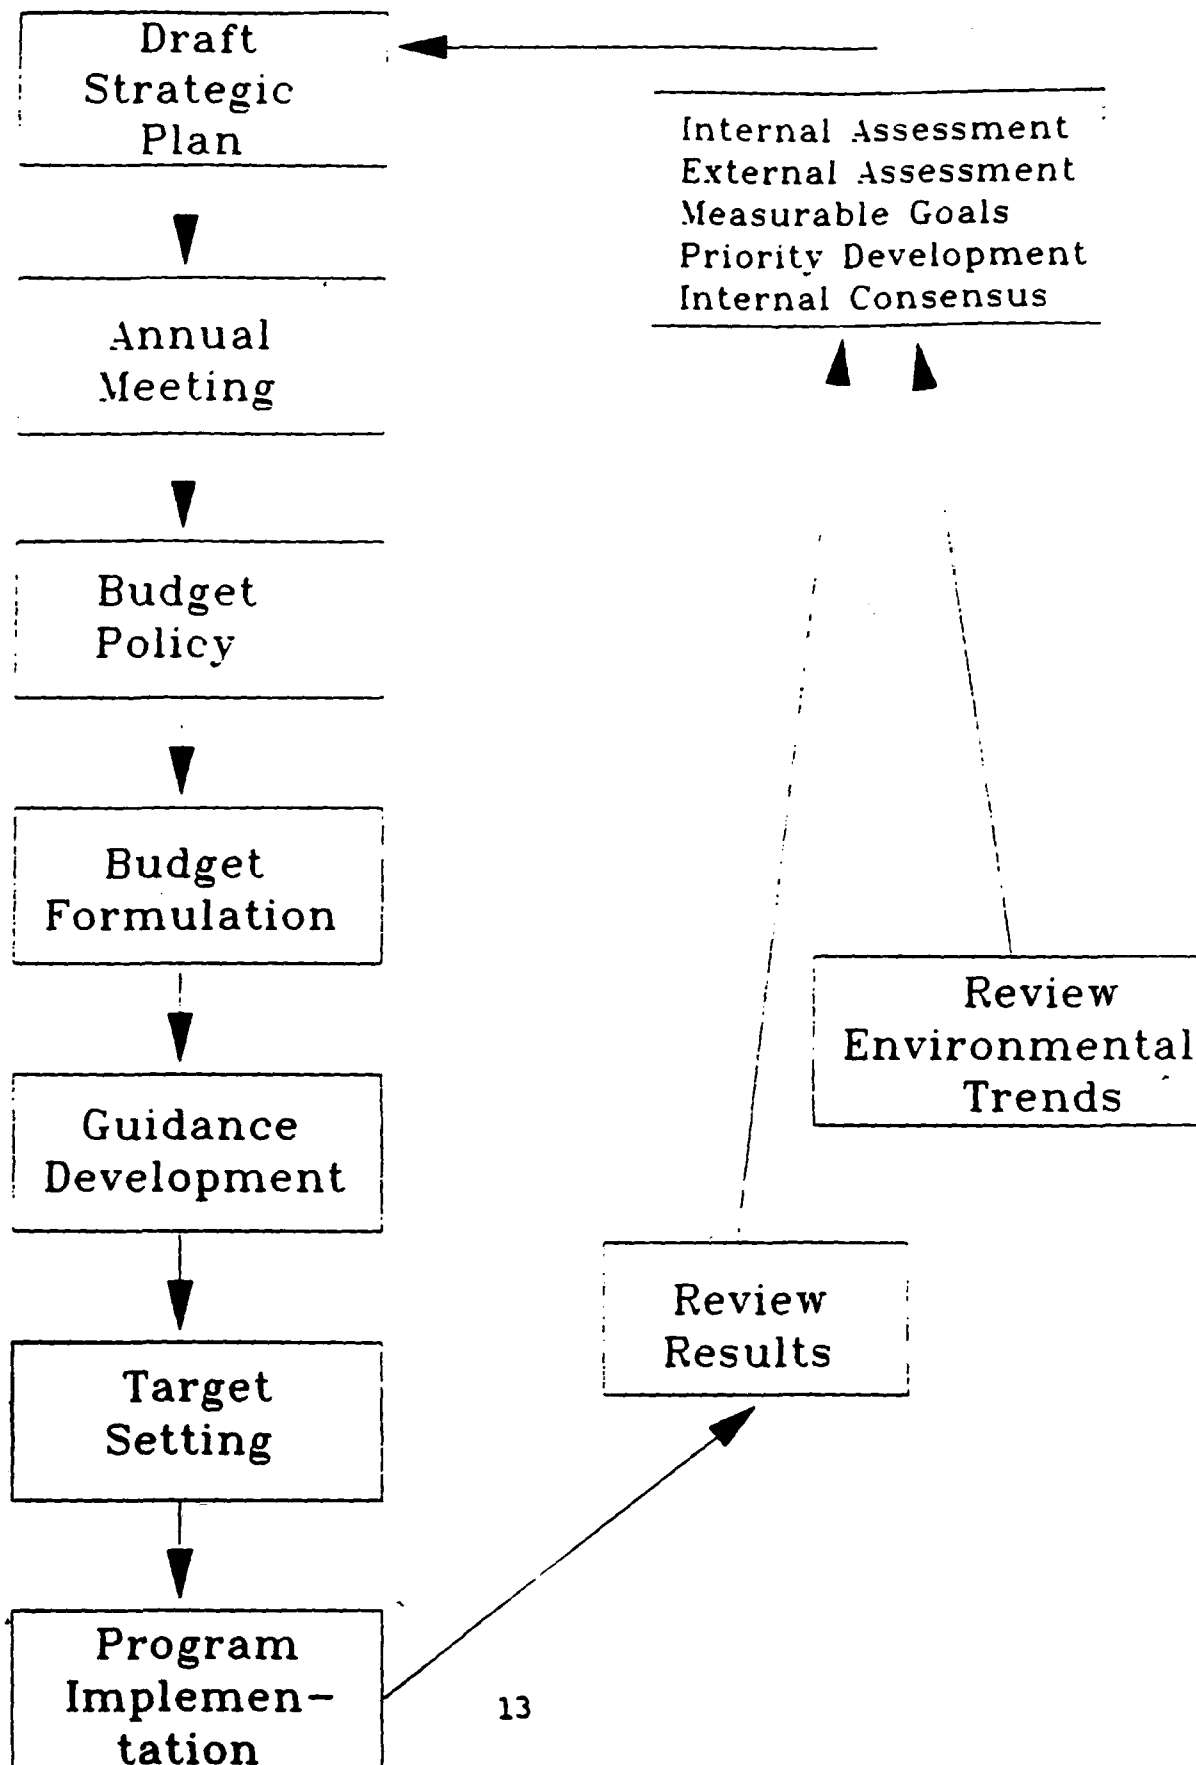 Draft
Strategic
Plan
Internal Assessment
External Assessment
Measurable Goals
Priority Development
Internal Consensus
Annual
Meeting
Budget
Policy
Budget
Formulation
Review
Environmental
Trends
Guidance
Development
Review
Results
Target
Setting
Program
Implemen-
tation
13